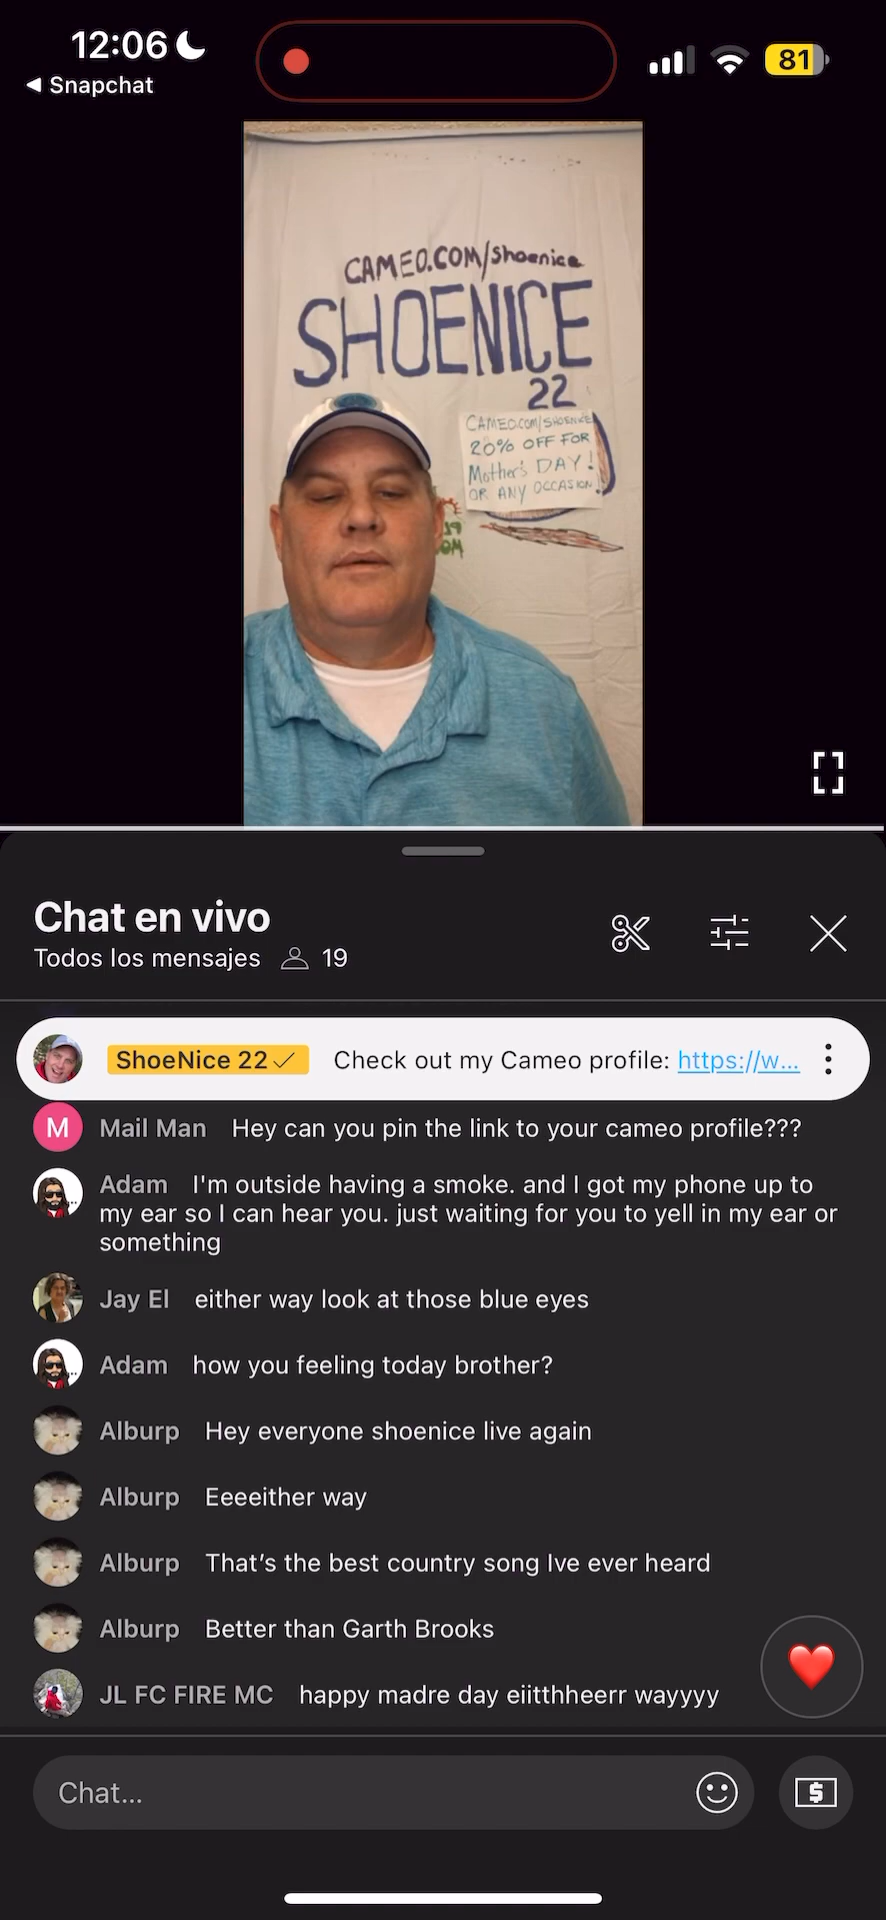 12:06
81
Snapchat
CAMEO.COM/shoenice
SHOENICE
22
CAMEO.COM/SHOENICE
20% OFF FOR
Mother's DAY!
OR ANY OCCASION!
19
OM
Chat en vivo
Todos los mensajes 19
ShoeNice 22 Check out my Cameo profile: https://w...
M Mail Man Hey can you pin the link to your cameo profile???
Adam I'm outside having a smoke. and I got my phone up to
my ear so I can hear you. just waiting for you to yell in my ear or
something
Jay El either way look at those blue eyes
Adam how you feeling today brother?
Alburp Hey everyone shoenice live again
Alburp Eeeeither way
Alburp That's the best country song Ive ever heard
Alburp Better than Garth Brooks
JL FC FIRE MC happy madre day eiitthheerr wayyyy
Chat...
$